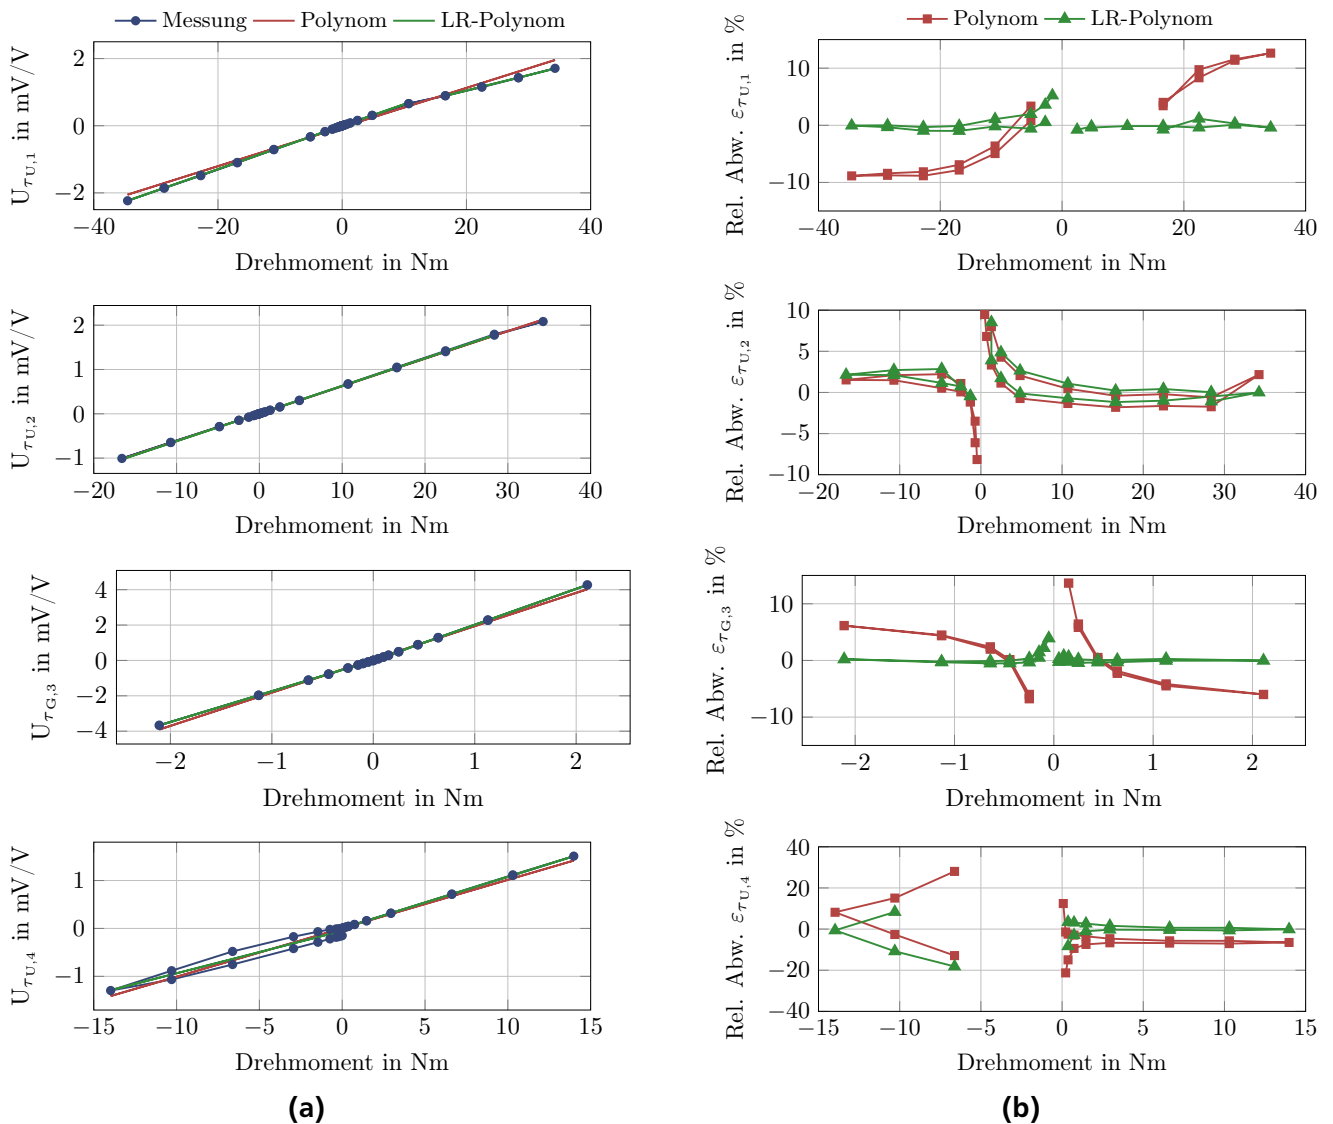 Messung Polynom LR-Polynom
U_τU,1 in mV/V
2
0
−2
−40 −20 0 20 40
Drehmoment in Nm
U_τU,2 in mV/V
2
1
0
−1
−20 −10 0 10 20 30 40
Drehmoment in Nm
U_τG,3 in mV/V
4
2
0
−2
−4
−2 −1 0 1 2
Drehmoment in Nm
U_τU,4 in mV/V
1
0
−1
−15 −10 −5 0 5 10 15
Drehmoment in Nm
(a)
Polynom LR-Polynom
Rel. Abw. ε_τU,1 in %
10
0
−10
−40 −20 0 20 40
Drehmoment in Nm
Rel. Abw. ε_τU,2 in %
10
5
0
−5
−10
−20 −10 0 10 20 30 40
Drehmoment in Nm
Rel. Abw. ε_τG,3 in %
10
0
−10
−2 −1 0 1 2
Drehmoment in Nm
Rel. Abw. ε_τU,4 in %
40
20
0
−20
−40
−15 −10 −5 0 5 10 15
Drehmoment in Nm
(b)